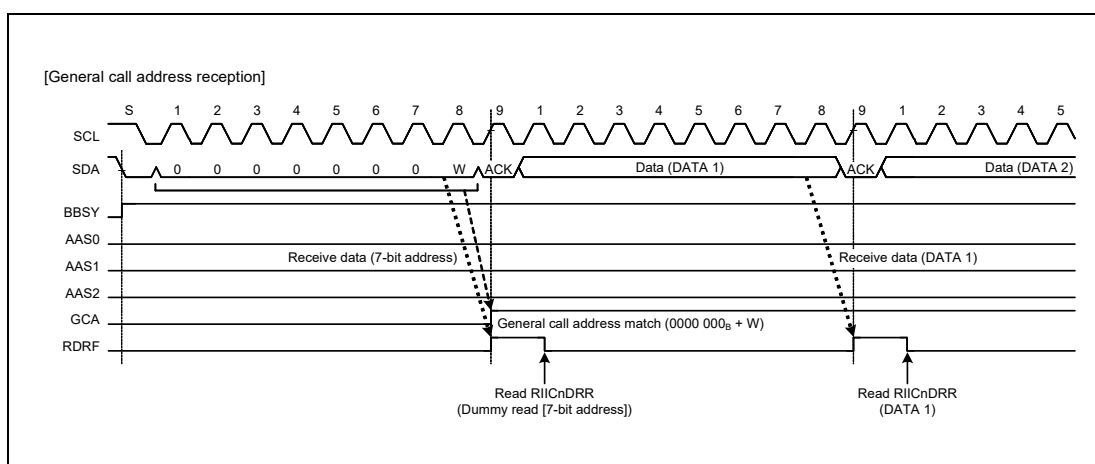 [General call address reception]
S 1 2 3 4 5 6 7 8 9 1 2 3 4 5 6 7 8 9 1 2 3 4 5
SCL
SDA 0 0 0 0 0 0 0 W ACK Data (DATA 1) ACK Data (DATA 2)
BBSY
AAS0
Receive data (7-bit address) Receive data (DATA 1)
AAS1
AAS2
GCA
General call address match (0000 000B + W)
RDRF
Read RIICnDRR Read RIICnDRR
(Dummy read [7-bit address]) (DATA 1)